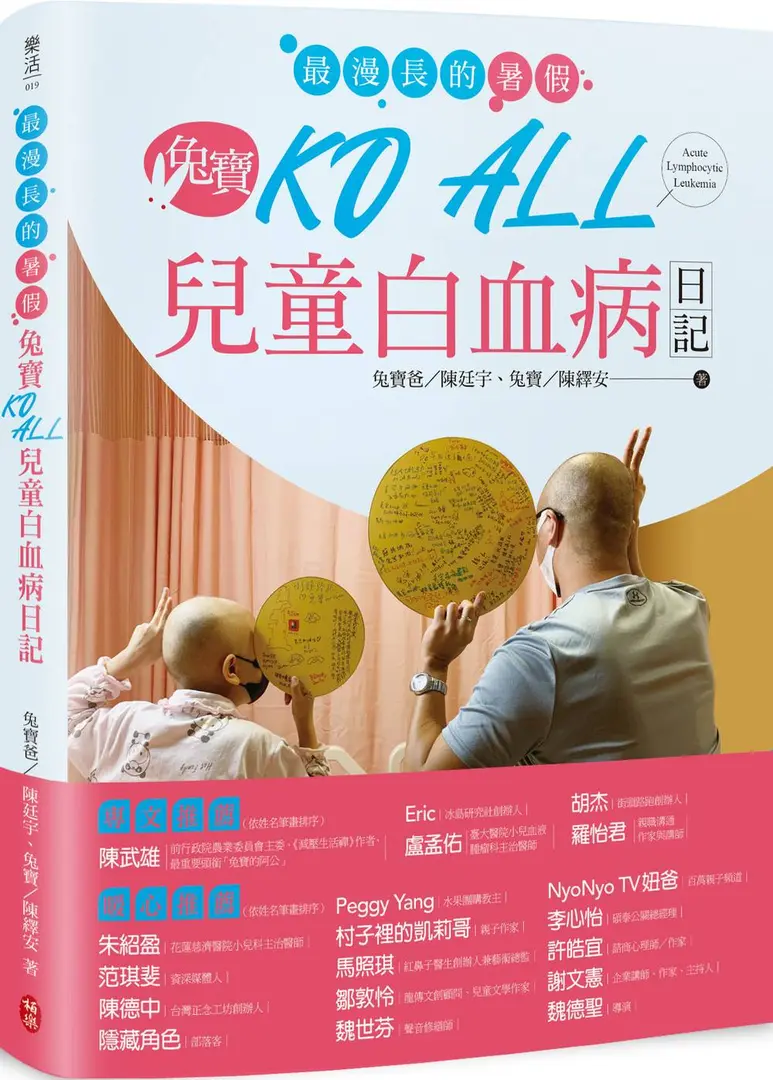 樂活
019
最漫長的暑假
兔寶
KO ALL
兒童白血病日記
兔寶爸／陳廷宇、兔寶／陳繹安 著
柏樂
最漫長的暑假
兔寶
KO ALL
Acute
Lymphocytic
Leukemia
兒童白血病
日記
兔寶爸／陳廷宇、兔寶／陳繹安 著
專文推薦（依姓名筆畫排序）
陳武雄 前行政院農業委員會主委、《減壓生活禪》作者，
最重要頭銜「兔寶的阿公」
Eric 冰島研究社創辦人
盧孟佑 臺大醫院小兒血液
腫瘤科主治醫師
胡杰 街頭路跑創辦人
羅怡君 親職溝通
作家與講師
暖心推薦（依姓名筆畫排序）
朱紹盈 花蓮慈濟醫院小兒科主治醫師
范琪斐 資深媒體人
陳德中 台灣正念工坊創辦人
隱藏角色 部落客
Peggy Yang 水果團購教主
村子裡的凱莉哥 親子作家
馬照琪 紅鼻子醫生創辦人兼藝術總監
鄒敦怜 龍傳文創顧問、兒童文學作家
魏世芬 聲音修繕師
NyoNyo TV妞爸 百萬親子頻道
李心怡 碩泰公關總經理
許皓宜 諮商心理師／作家
謝文憲 企業講師、作家、主持人
魏德聖 導演